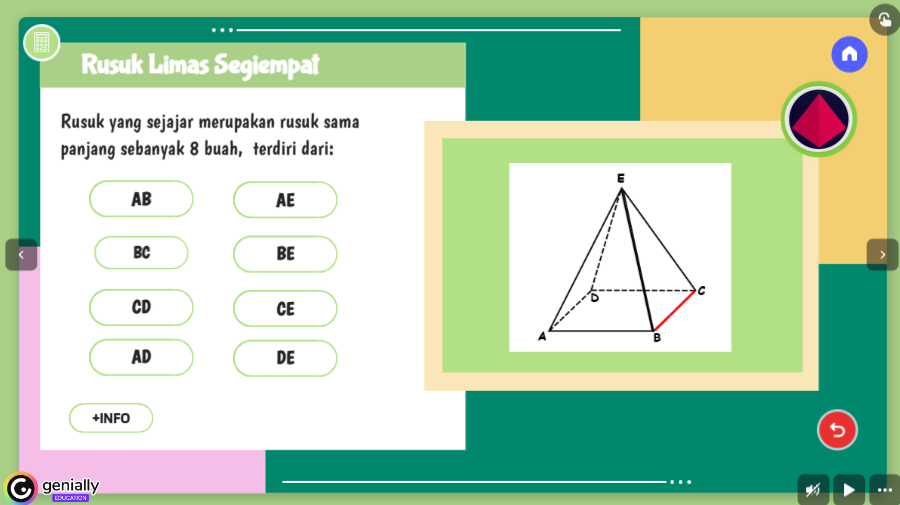 Rusuk Limas Segiempat
Rusuk yang sejajar merupakan rusuk sama
panjang sebanyak 8 buah, terdiri dari:
AB
AE
BC
BE
CD
CE
AD
DE
+INFO
E
D
C
A
B
genially
EDUCATION